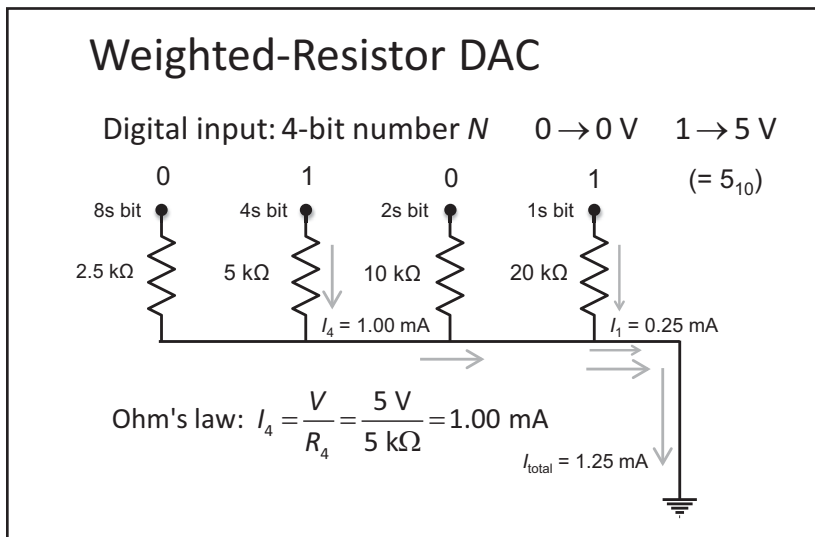 Weighted-Resistor DAC
Digital input: 4-bit number N 0 → 0 V 1 → 5 V
0 1 0 1 (= 5₁₀)
8s bit 4s bit 2s bit 1s bit
2.5 kΩ 5 kΩ 10 kΩ 20 kΩ
I₄ = 1.00 mA I₁ = 0.25 mA
Ohm's law: I₄ = V/R₄ = 5 V/5 kΩ = 1.00 mA
I_total = 1.25 mA